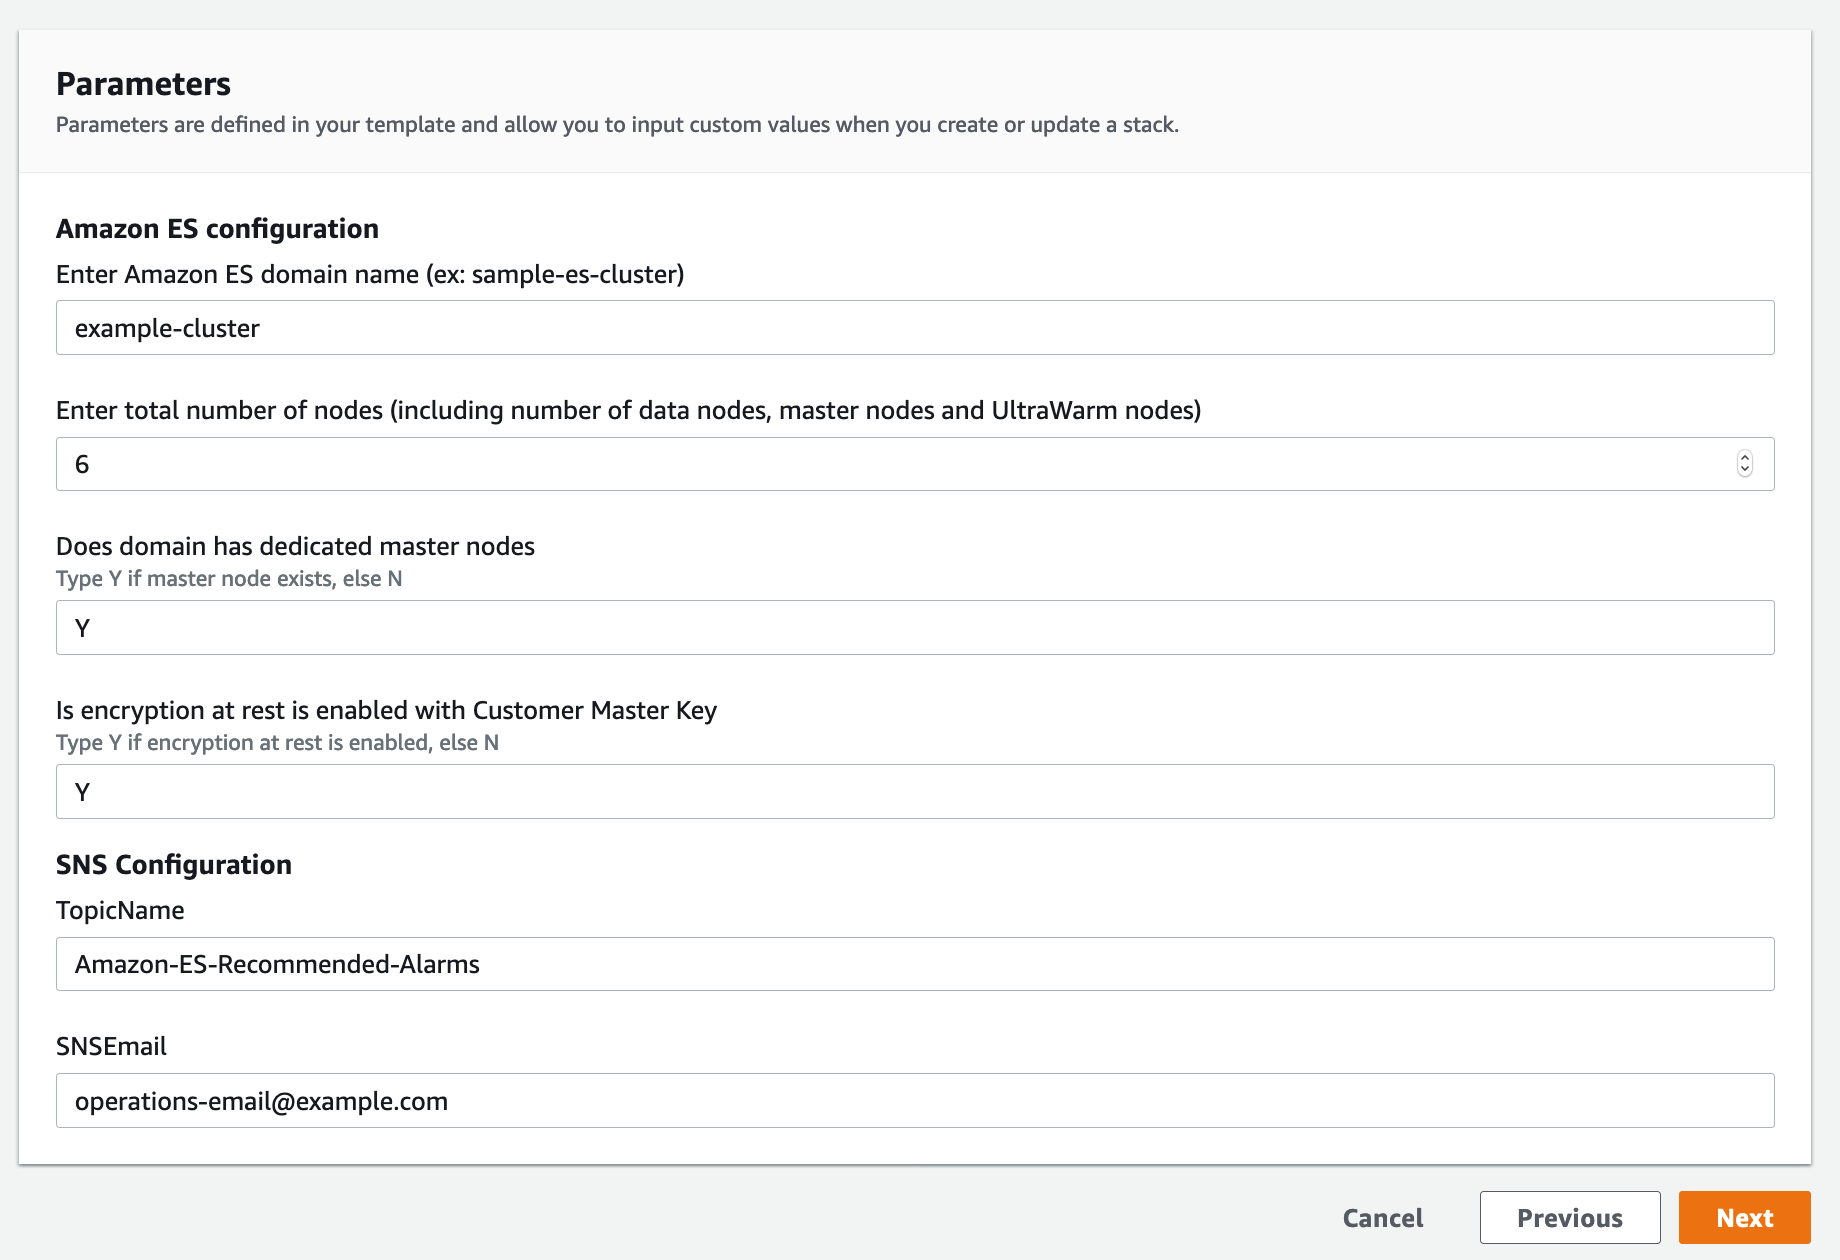 Parameters
Parameters are defined in your template and allow you to input custom values when you create or update a stack.
Amazon ES configuration
Enter Amazon ES domain name (ex: sample-es-cluster)
example-cluster
Enter total number of nodes (including number of data nodes, master nodes and UltraWarm nodes)
6
Does domain has dedicated master nodes
Type Y if master node exists, else N
Y
Is encryption at rest is enabled with Customer Master Key
Type Y if encryption at rest is enabled, else N
Y
SNS Configuration
TopicName
Amazon-ES-Recommended-Alarms
SNSEmail
operations-email@example.com
Cancel Previous Next